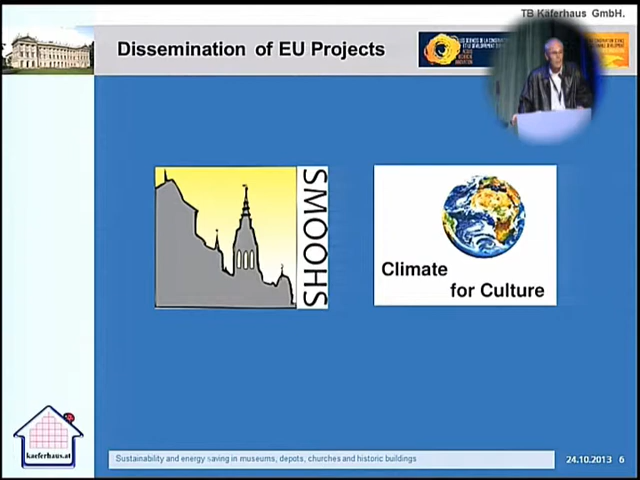 TB Käferhaus GmbH.
Dissemination of EU Projects
SMOOHS
Climate
for Culture
kaeferhaus.at
Sustainability and energy saving in museums, depots, churches and historic buildings
24.10.2013 6